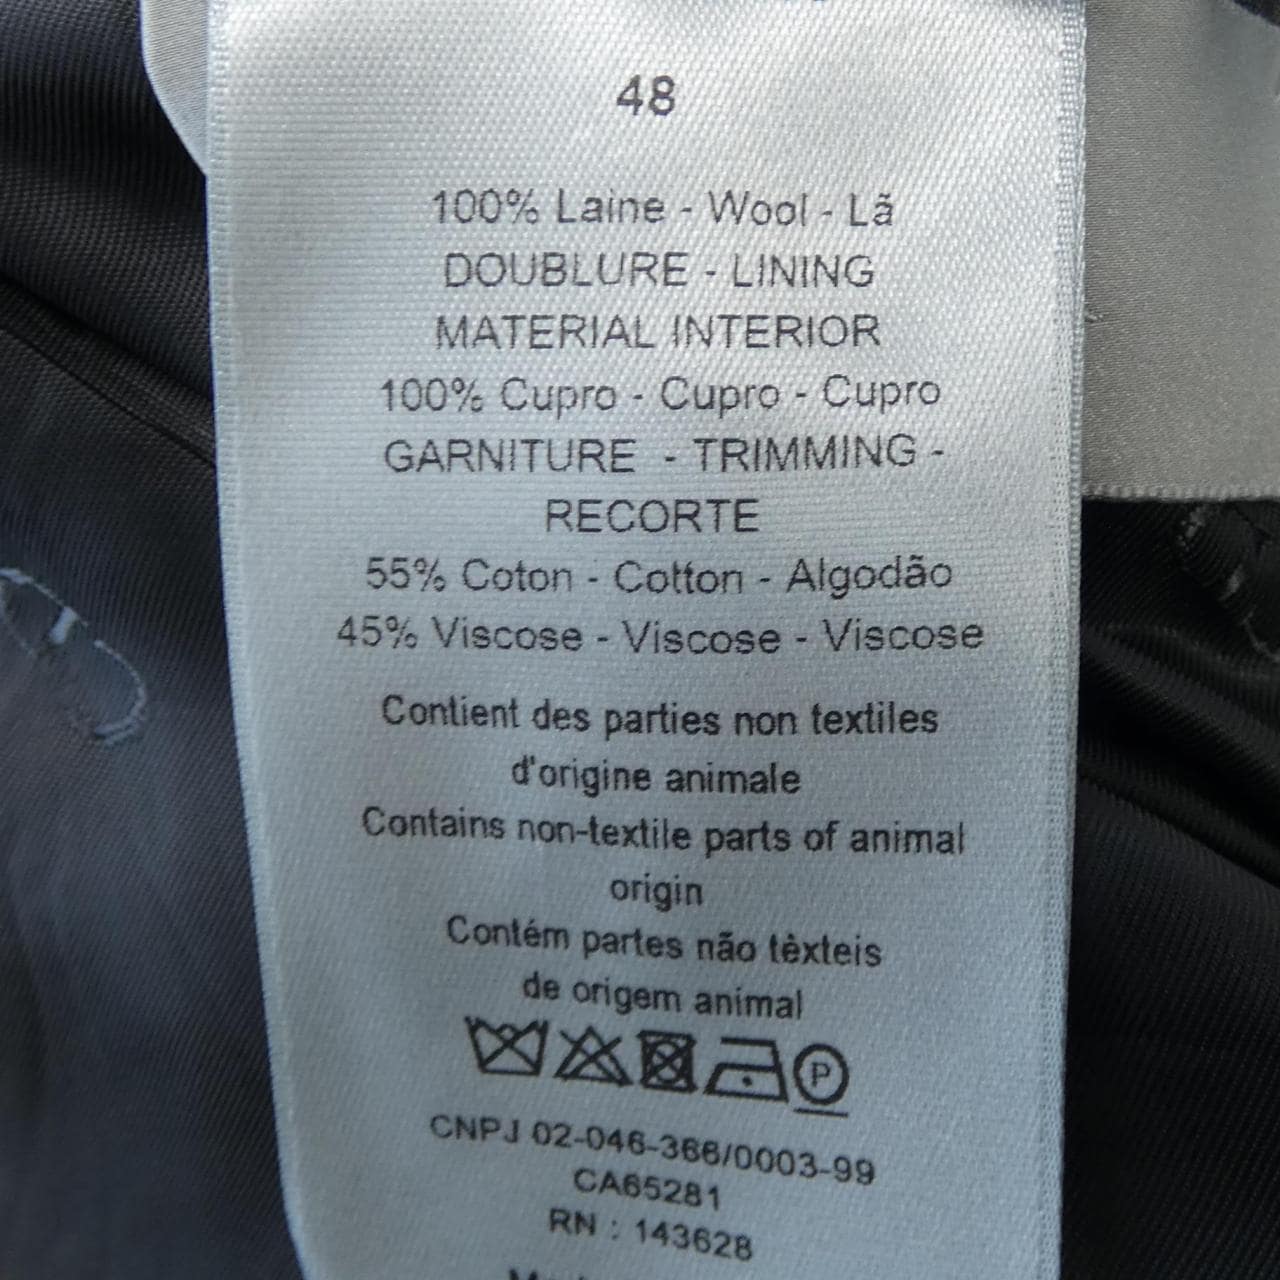 48
100% Laine - Wool - Lã
DOUBLURE - LINING
MATERIAL INTERIOR
100% Cupro - Cupro - Cupro
GARNITURE - TRIMMING -
RECORTE
55% Coton - Cotton - Algodão
45% Viscose - Viscose - Viscose
Contient des parties non textiles
d'origine animale
Contains non-textile parts of animal
origin
Contém partes não têxteis
de origem animal
P
CNPJ 02-046-366/0003-99
CA65281
RN : 143628